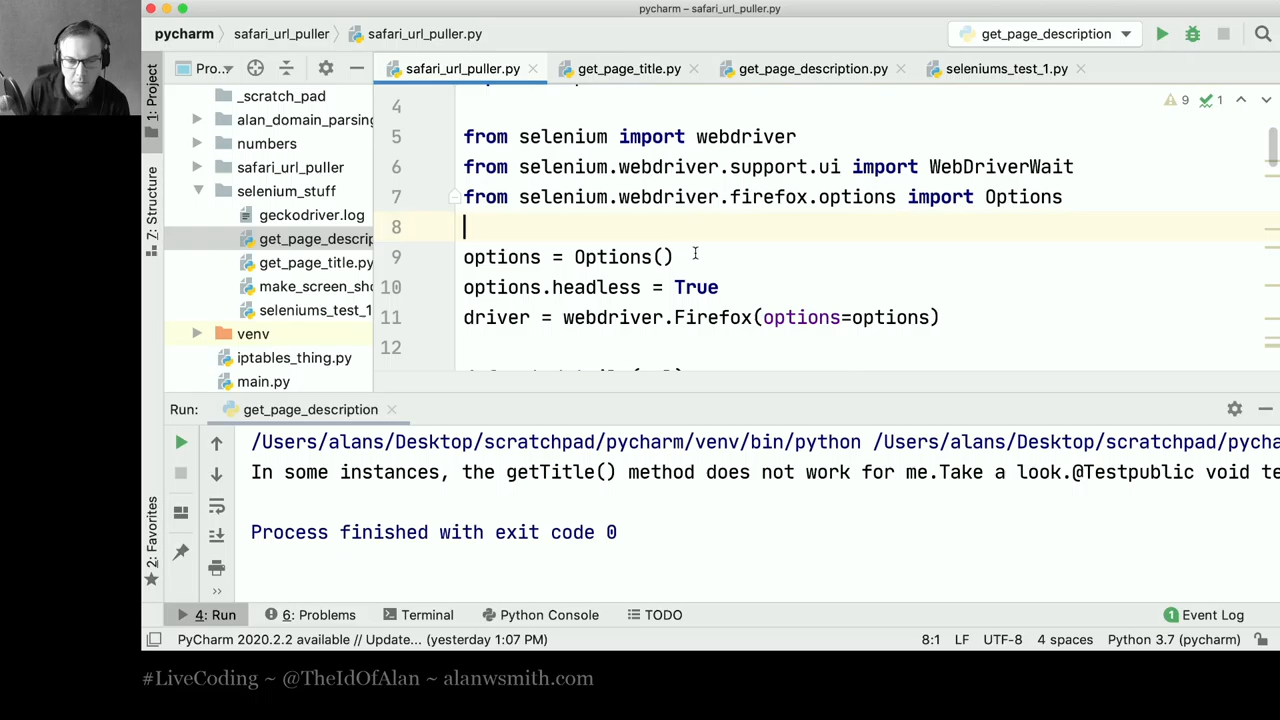 pycharm – safari_url_puller.py
pycharm safari_url_puller safari_url_puller.py get_page_description
Pro... safari_url_puller.py get_page_title.py get_page_description.py seleniums_test_1.py
1: Project
Z: Structure
2: Favorites
_scratch_pad
alan_domain_parsing
numbers
safari_url_puller
selenium_stuff
geckodriver.log
get_page_descrip
get_page_title.py
make_screen_sho
seleniums_test_1
venv
iptables_thing.py
main.py
9 1
4
5 from selenium import webdriver
6 from selenium.webdriver.support.ui import WebDriverWait
7 from selenium.webdriver.firefox.options import Options
8
9 options = Options()
10 options.headless = True
11 driver = webdriver.Firefox(options=options)
12
Run: get_page_description
/Users/alans/Desktop/scratchpad/pycharm/venv/bin/python /Users/alans/Desktop/scratchpad/pycha
In some instances, the getTitle() method does not work for me.Take a look.@Testpublic void te
Process finished with exit code 0
4: Run 6: Problems Terminal Python Console TODO 1 Event Log
PyCharm 2020.2.2 available // Update... (yesterday 1:07 PM) 8:1 LF UTF-8 4 spaces Python 3.7 (pycharm)
#LiveCoding ~ @TheIdOfAlan ~ alanwsmith.com